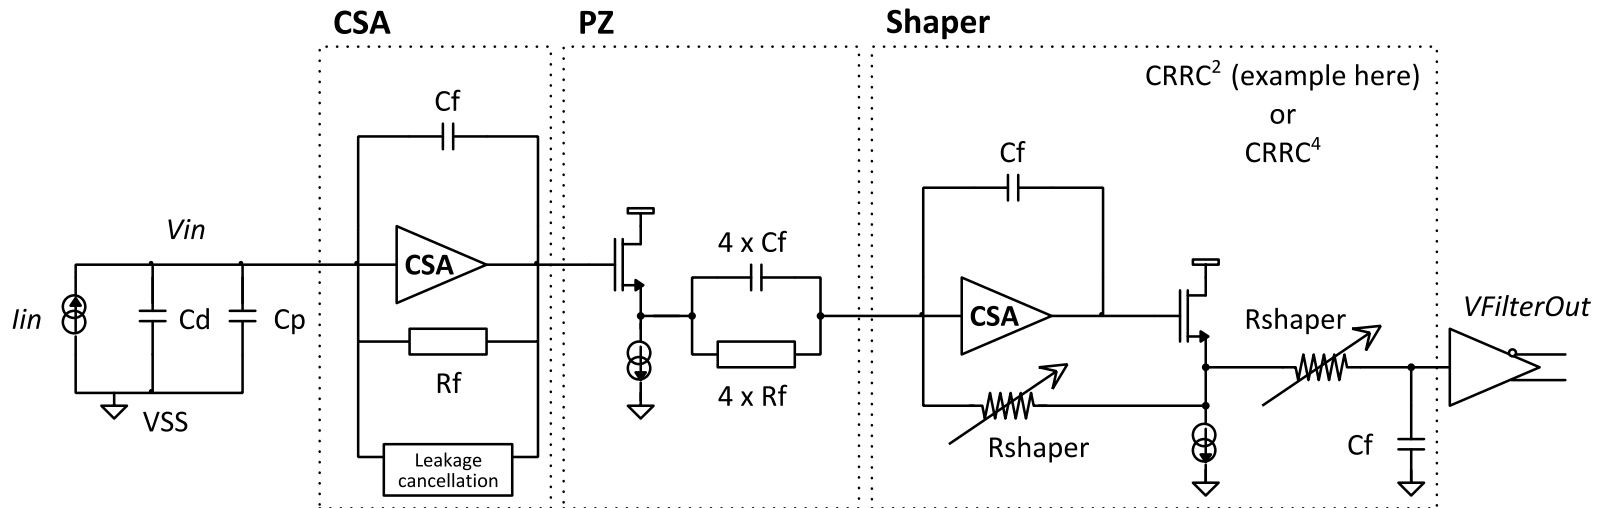 CSA
PZ
Shaper
CRRC² (example here)
or
CRRC⁴
Cf
Cf
Vin
4 x Cf
CSA
Iin
Cd
Cp
CSA
Rshaper
VFilterOut
Rf
4 x Rf
VSS
Rshaper
Cf
Leakage
cancellation